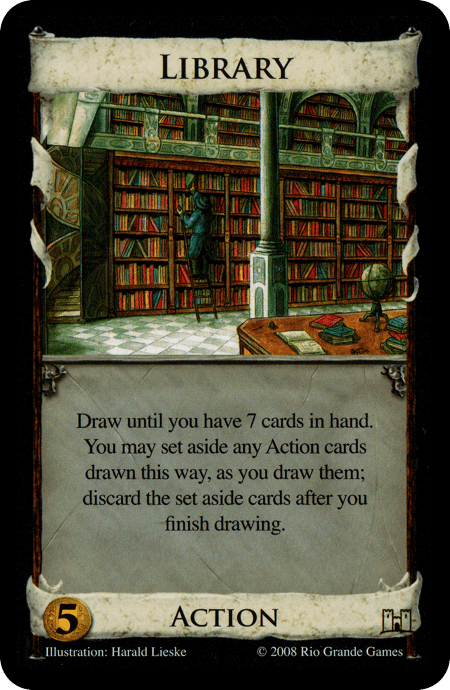 Library
Draw until you have 7 cards in hand.
You may set aside any Action cards
drawn this way, as you draw them;
discard the set aside cards after you
finish drawing.
5
Action
Illustration: Harald Lieske
© 2008 Rio Grande Games